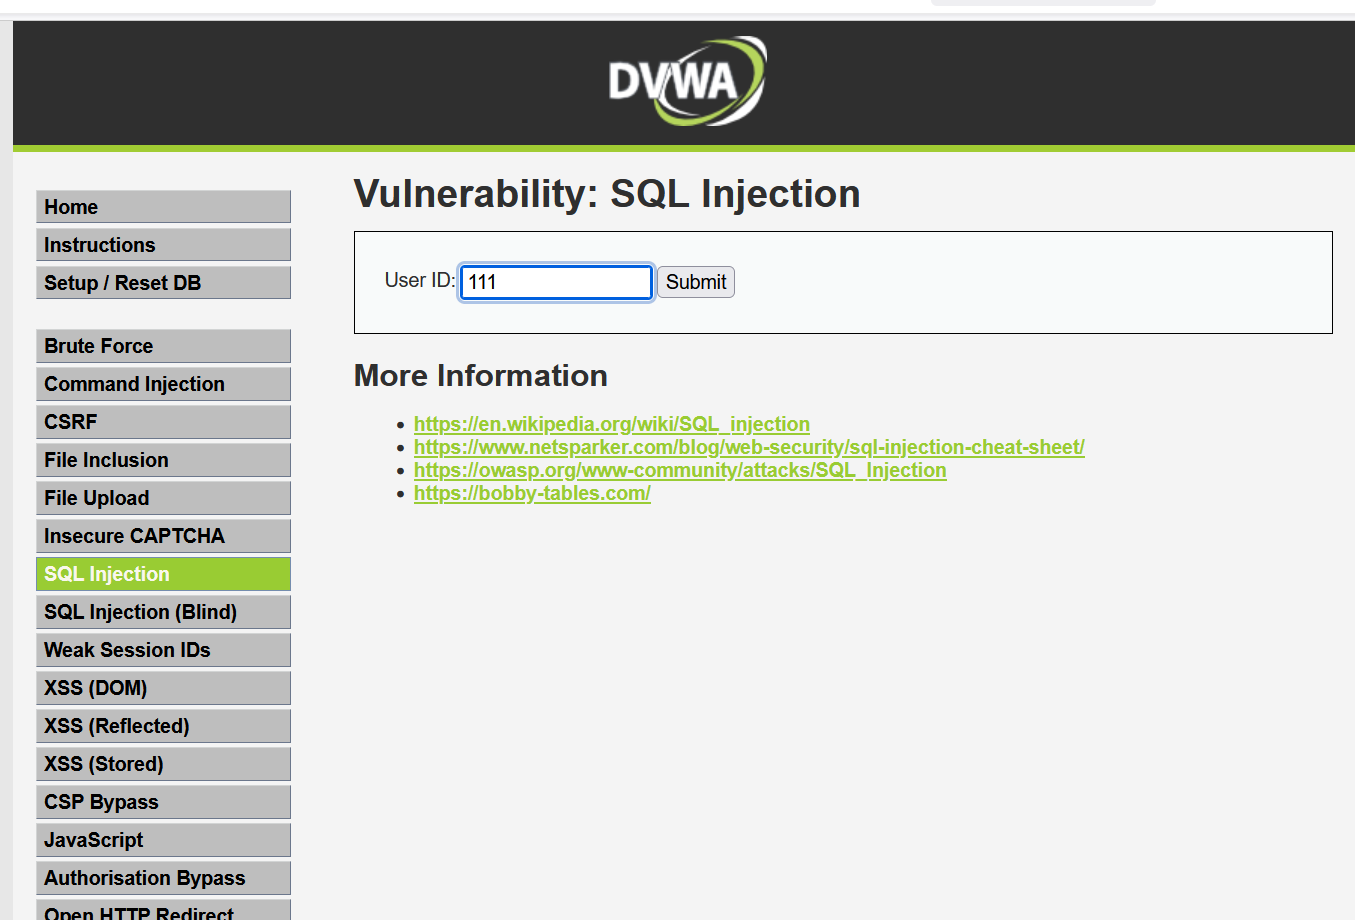 DVWA
Home
Instructions
Setup / Reset DB
Brute Force
Command Injection
CSRF
File Inclusion
File Upload
Insecure CAPTCHA
SQL Injection
SQL Injection (Blind)
Weak Session IDs
XSS (DOM)
XSS (Reflected)
XSS (Stored)
CSP Bypass
JavaScript
Authorisation Bypass
Open HTTP Redirect
Vulnerability: SQL Injection
User ID: 111 Submit
More Information
https://en.wikipedia.org/wiki/SQL_injection
https://www.netsparker.com/blog/web-security/sql-injection-cheat-sheet/
https://owasp.org/www-community/attacks/SQL_Injection
https://bobby-tables.com/